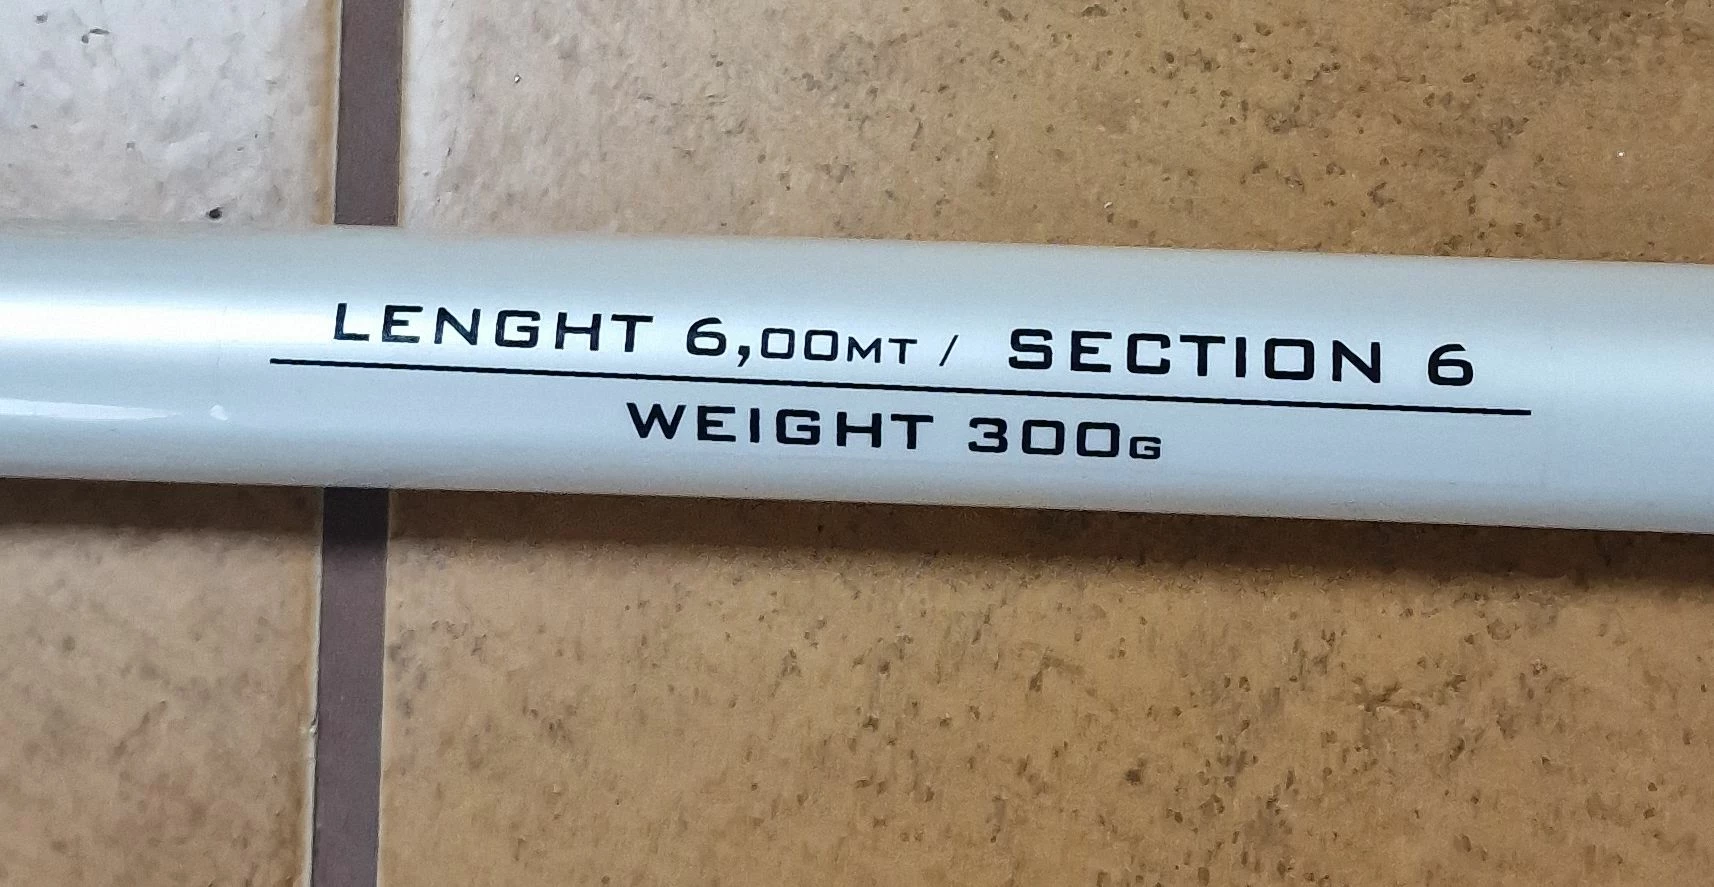 LENGHT 6,00MT / SECTION 6
WEIGHT 300G